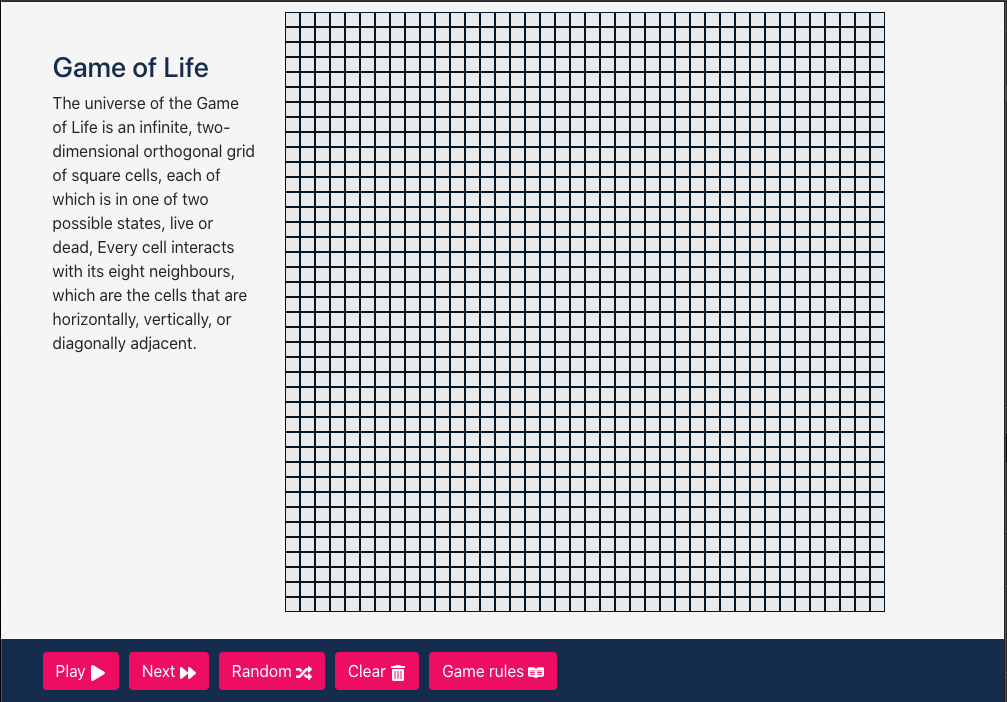 Game of Life
The universe of the Game
of Life is an infinite, two-
dimensional orthogonal grid
of square cells, each of
which is in one of two
possible states, live or
dead, Every cell interacts
with its eight neighbours,
which are the cells that are
horizontally, vertically, or
diagonally adjacent.
Play
Next
Random
Clear
Game rules